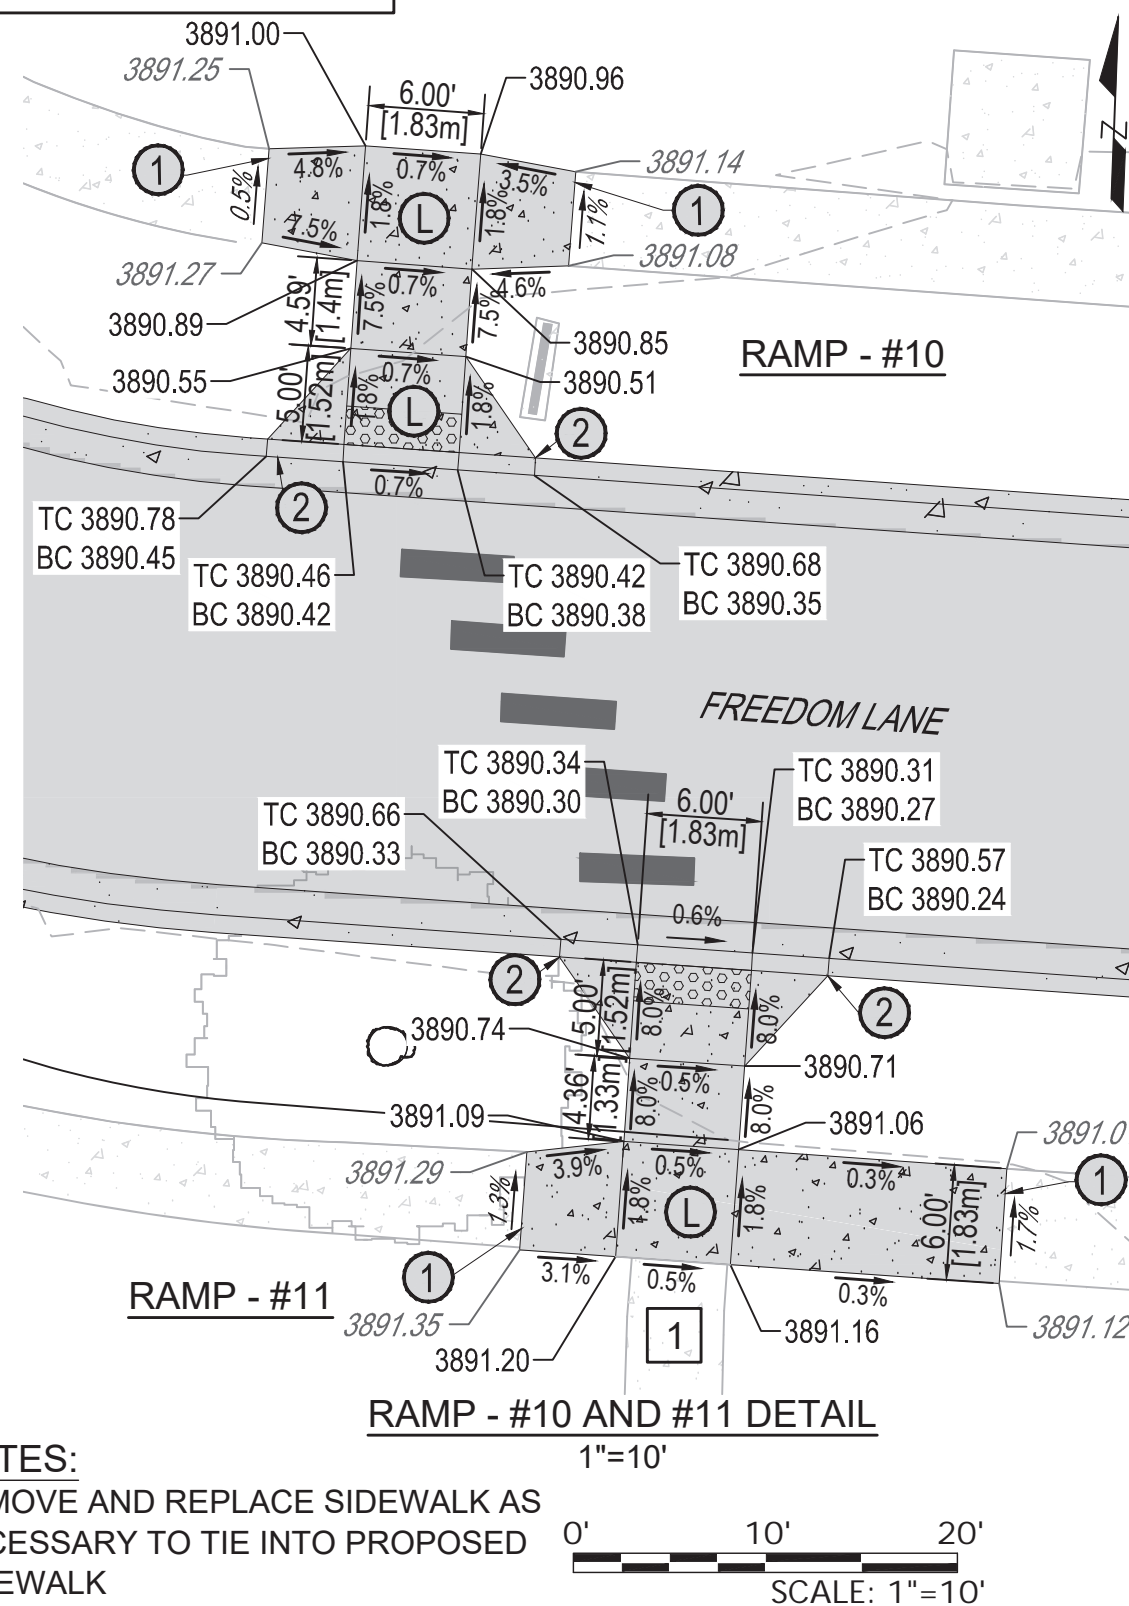 3891.00
3891.25
3890.96
6.00'
[1.83m]
3891.14
N
1
4.8%
0.7%
3.5%
1
0.5%
1.8%
L
1.8%
1.1%
7.5%
3891.08
3891.27
0.7%
4.6%
4.59'
[1.4m]
7.5%
7.5%
3890.89
3890.85
RAMP - #10
3890.55
0.7%
3890.51
5.00'
[1.52m]
1.8%
L
1.8%
2
0.7%
2
TC 3890.78
BC 3890.45
TC 3890.46
BC 3890.42
TC 3890.42
BC 3890.38
TC 3890.68
BC 3890.35
FREEDOM LANE
TC 3890.34
BC 3890.30
TC 3890.31
BC 3890.27
6.00'
[1.83m]
TC 3890.66
BC 3890.33
TC 3890.57
BC 3890.24
0.6%
2
5.00'
[1.52m]
8.0%
8.0%
2
3890.74
0.5%
3890.71
4.36'
[1.33m]
8.0%
8.0%
3891.09
3891.06
3891.0
3891.29
3.9%
0.5%
0.3%
1
1.3%
1.8%
L
1.8%
6.00'
[1.83m]
1.7%
1
3.1%
0.5%
0.3%
RAMP - #11
3891.35
1
3891.16
3891.12
3891.20
RAMP - #10 AND #11 DETAIL
1"=10'
TES:
MOVE AND REPLACE SIDEWALK AS
CESSARY TO TIE INTO PROPOSED
EWALK
0' 10' 20'
SCALE: 1"=10'